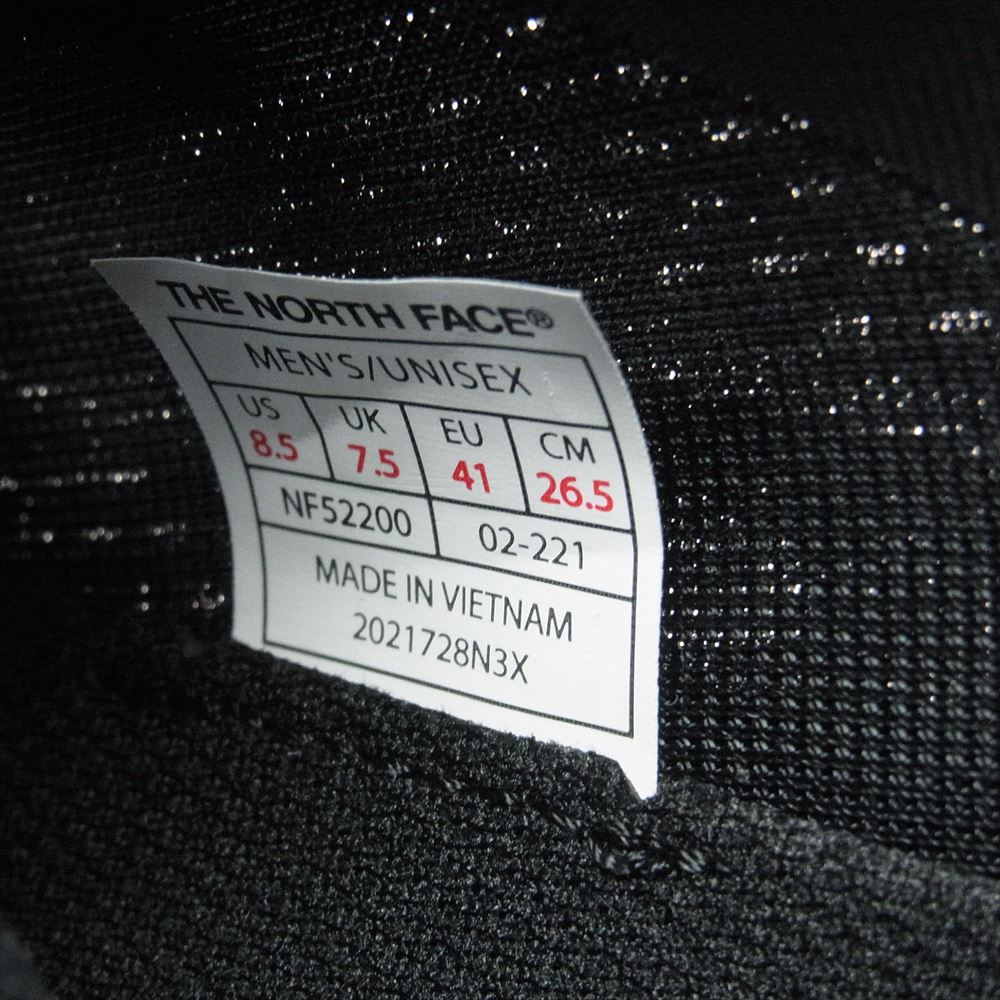 THE NORTH FACE®
MEN'S/UNISEX
US UK EU CM
8.5 7.5 41 26.5
NF52200 02-221
MADE IN VIETNAM
2021728N3X